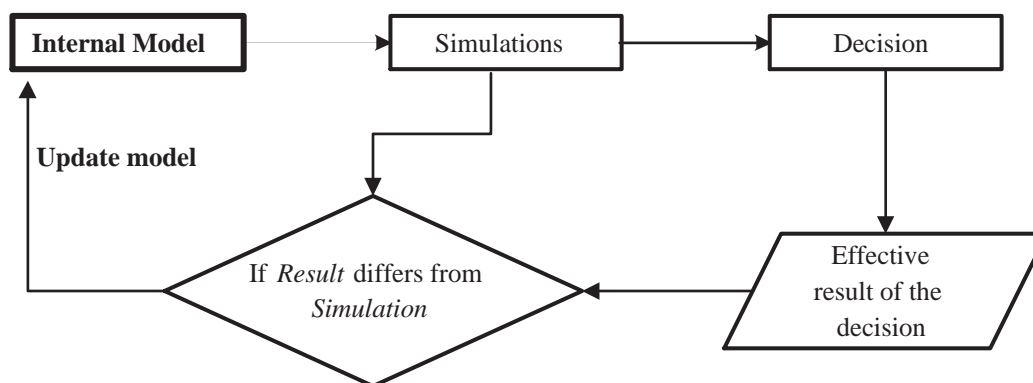 Internal Model
Simulations
Decision
Update model
If Result differs from
Simulation
Effective
result of the
decision